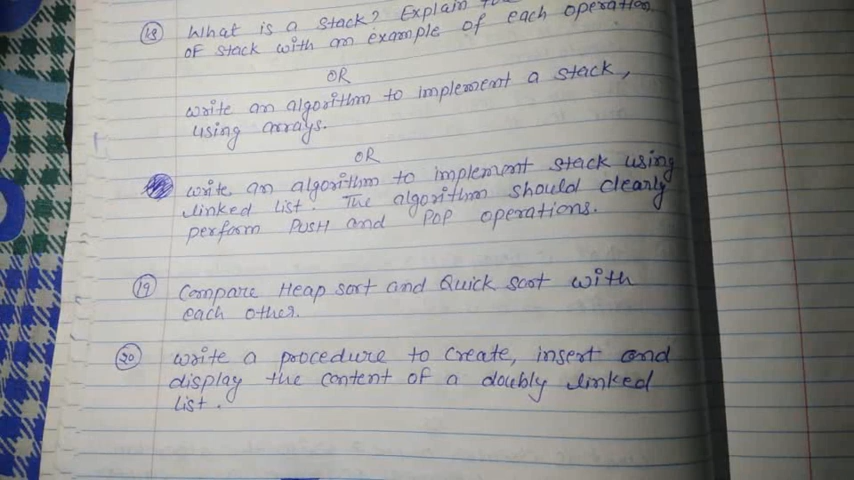 18 What is a stack? Explain
of stack with an example of each operation
OR
write an algorithm to implement a stack,
using arrays.
OR
write an algorithm to implement stack using
linked list. The algorithm should clearly
perform PUSH and POP operations.
19 Compare Heap sort and Quick sort with
each other.
20 write a procedure to create, insert and
display the content of a doubly linked
list.